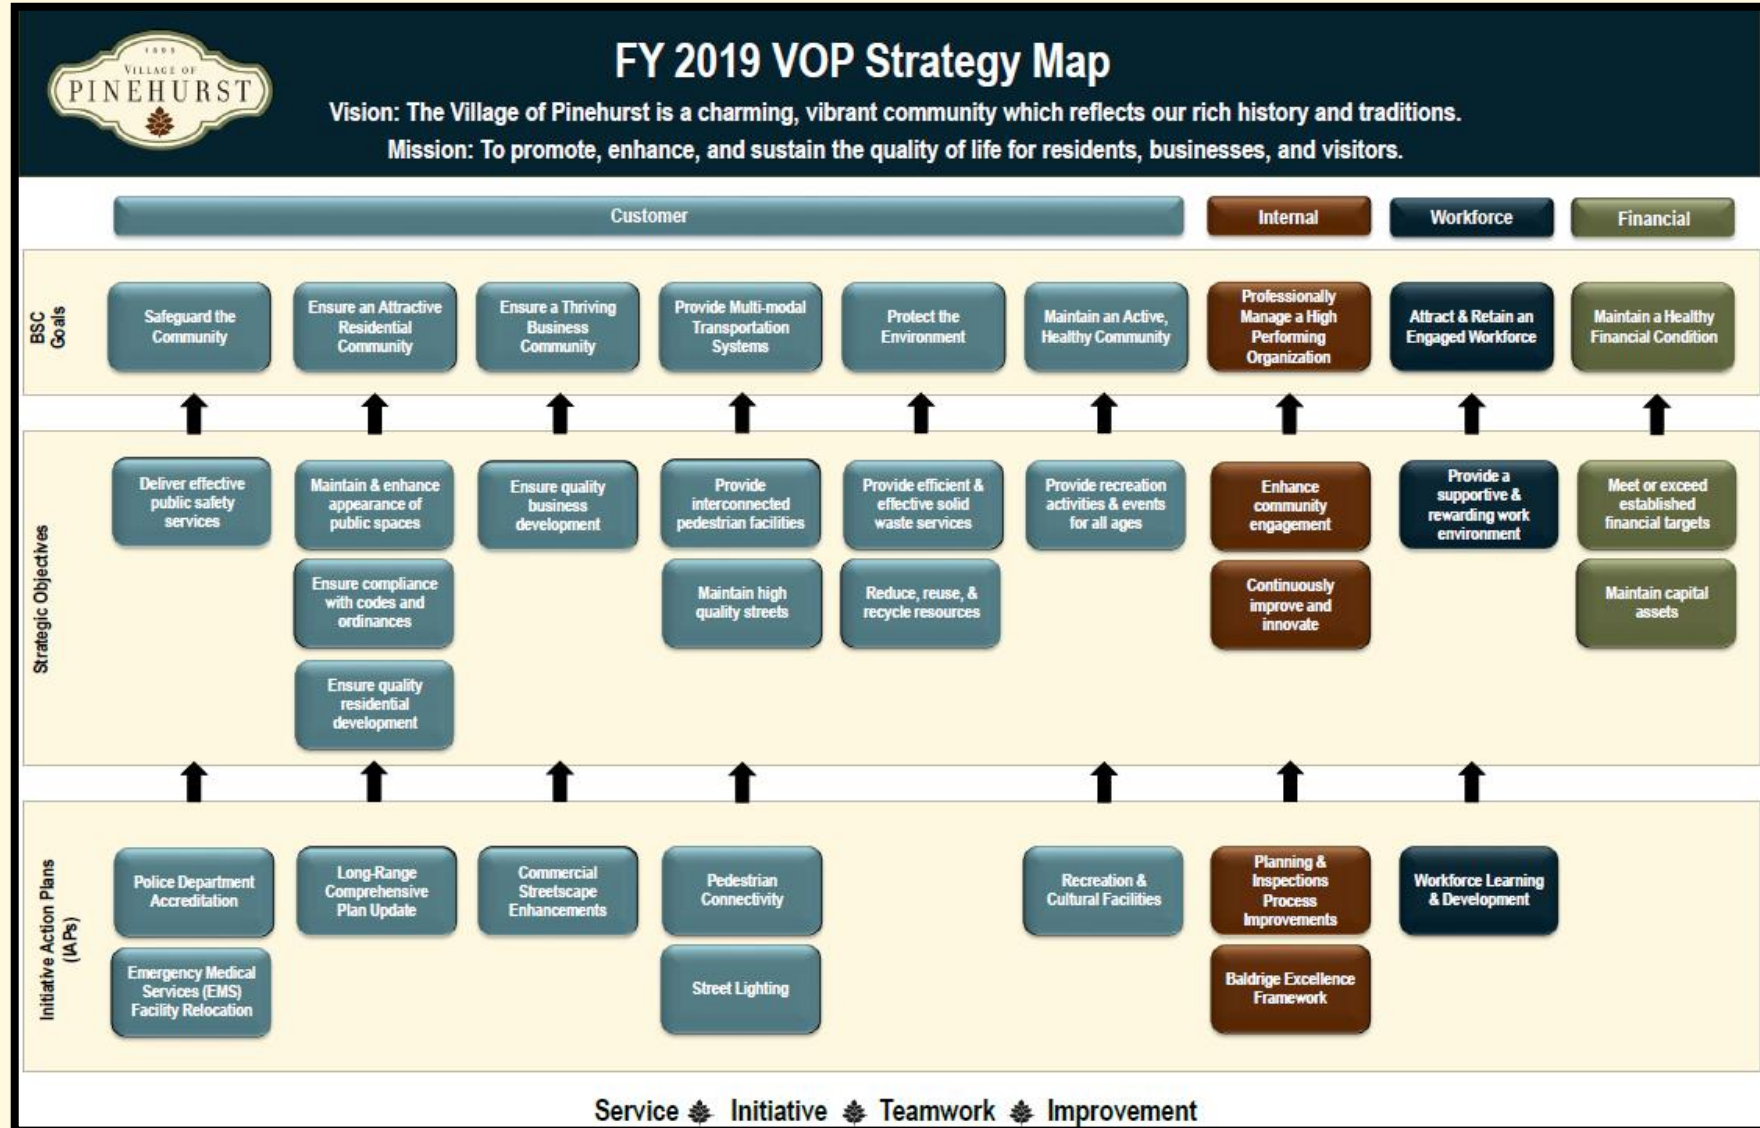 1895
VILLAGE OF
PINEHURST
FY 2019 VOP Strategy Map
Vision: The Village of Pinehurst is a charming, vibrant community which reflects our rich history and traditions.
Mission: To promote, enhance, and sustain the quality of life for residents, businesses, and visitors.
Customer
Internal
Workforce
Financial
BSC
Goals
Safeguard the
Community
Ensure an Attractive
Residential
Community
Ensure a Thriving
Business
Community
Provide Multi-modal
Transportation
Systems
Protect the
Environment
Maintain an Active,
Healthy Community
Professionally
Manage a High
Performing
Organization
Attract & Retain an
Engaged Workforce
Maintain a Healthy
Financial Condition
Strategic Objectives
Deliver effective
public safety
services
Maintain & enhance
appearance of
public spaces
Ensure quality
business
development
Provide
interconnected
pedestrian facilities
Provide efficient &
effective solid
waste services
Provide recreation
activities & events
for all ages
Enhance
community
engagement
Provide a
supportive &
rewarding work
environment
Meet or exceed
established
financial targets
Ensure compliance
with codes and
ordinances
Maintain high
quality streets
Reduce, reuse, &
recycle resources
Continuously
improve and
innovate
Maintain capital
assets
Ensure quality
residential
development
Initiative Action Plans
(IAPs)
Police Department
Accreditation
Long-Range
Comprehensive
Plan Update
Commercial
Streetscape
Enhancements
Pedestrian
Connectivity
Recreation &
Cultural Facilities
Planning &
Inspections
Process
Improvements
Workforce Learning
& Development
Emergency Medical
Services (EMS)
Facility Relocation
Street Lighting
Baldrige Excellence
Framework
Service Initiative Teamwork Improvement